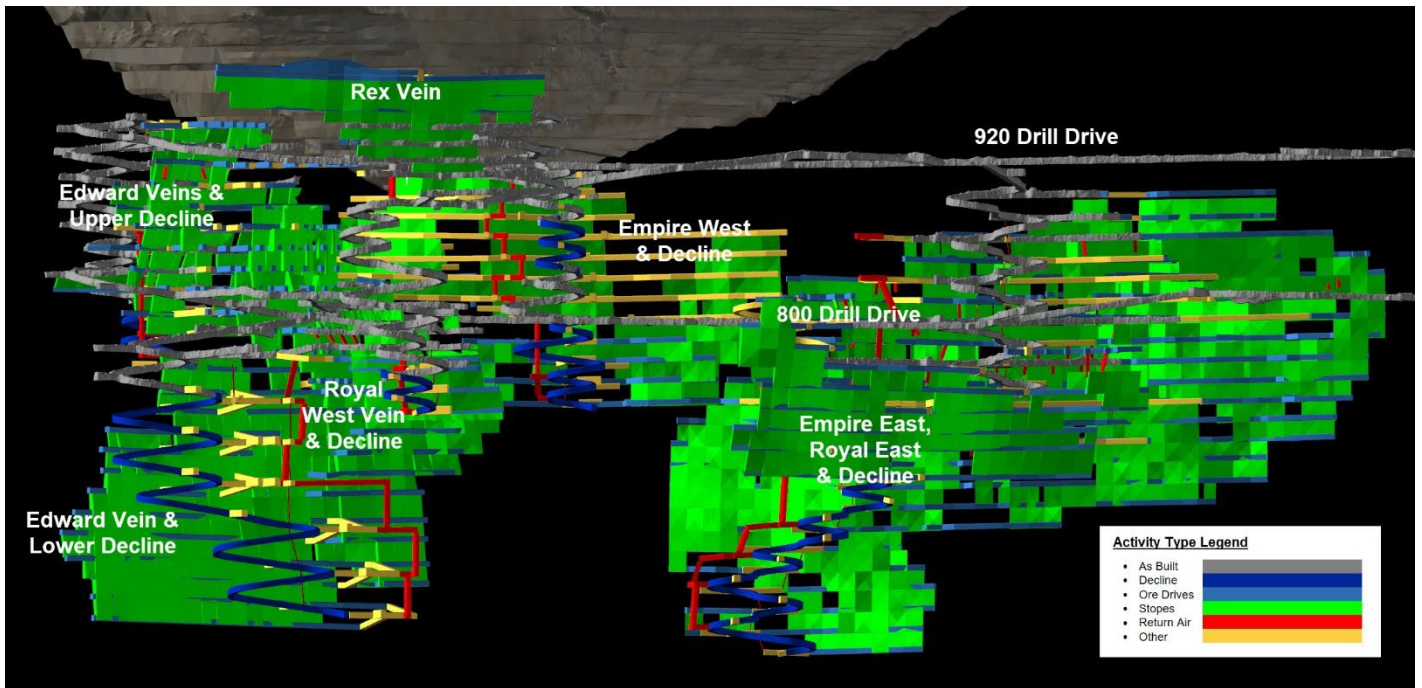 Rex Vein
920 Drill Drive
Edward Veins &
Upper Decline
Empire West
& Decline
800 Drill Drive
Royal
West Vein
& Decline
Empire East,
Royal East
& Decline
Edward Vein &
Lower Decline
Activity Type Legend
• As Built
• Decline
• Ore Drives
• Stopes
• Return Air
• Other